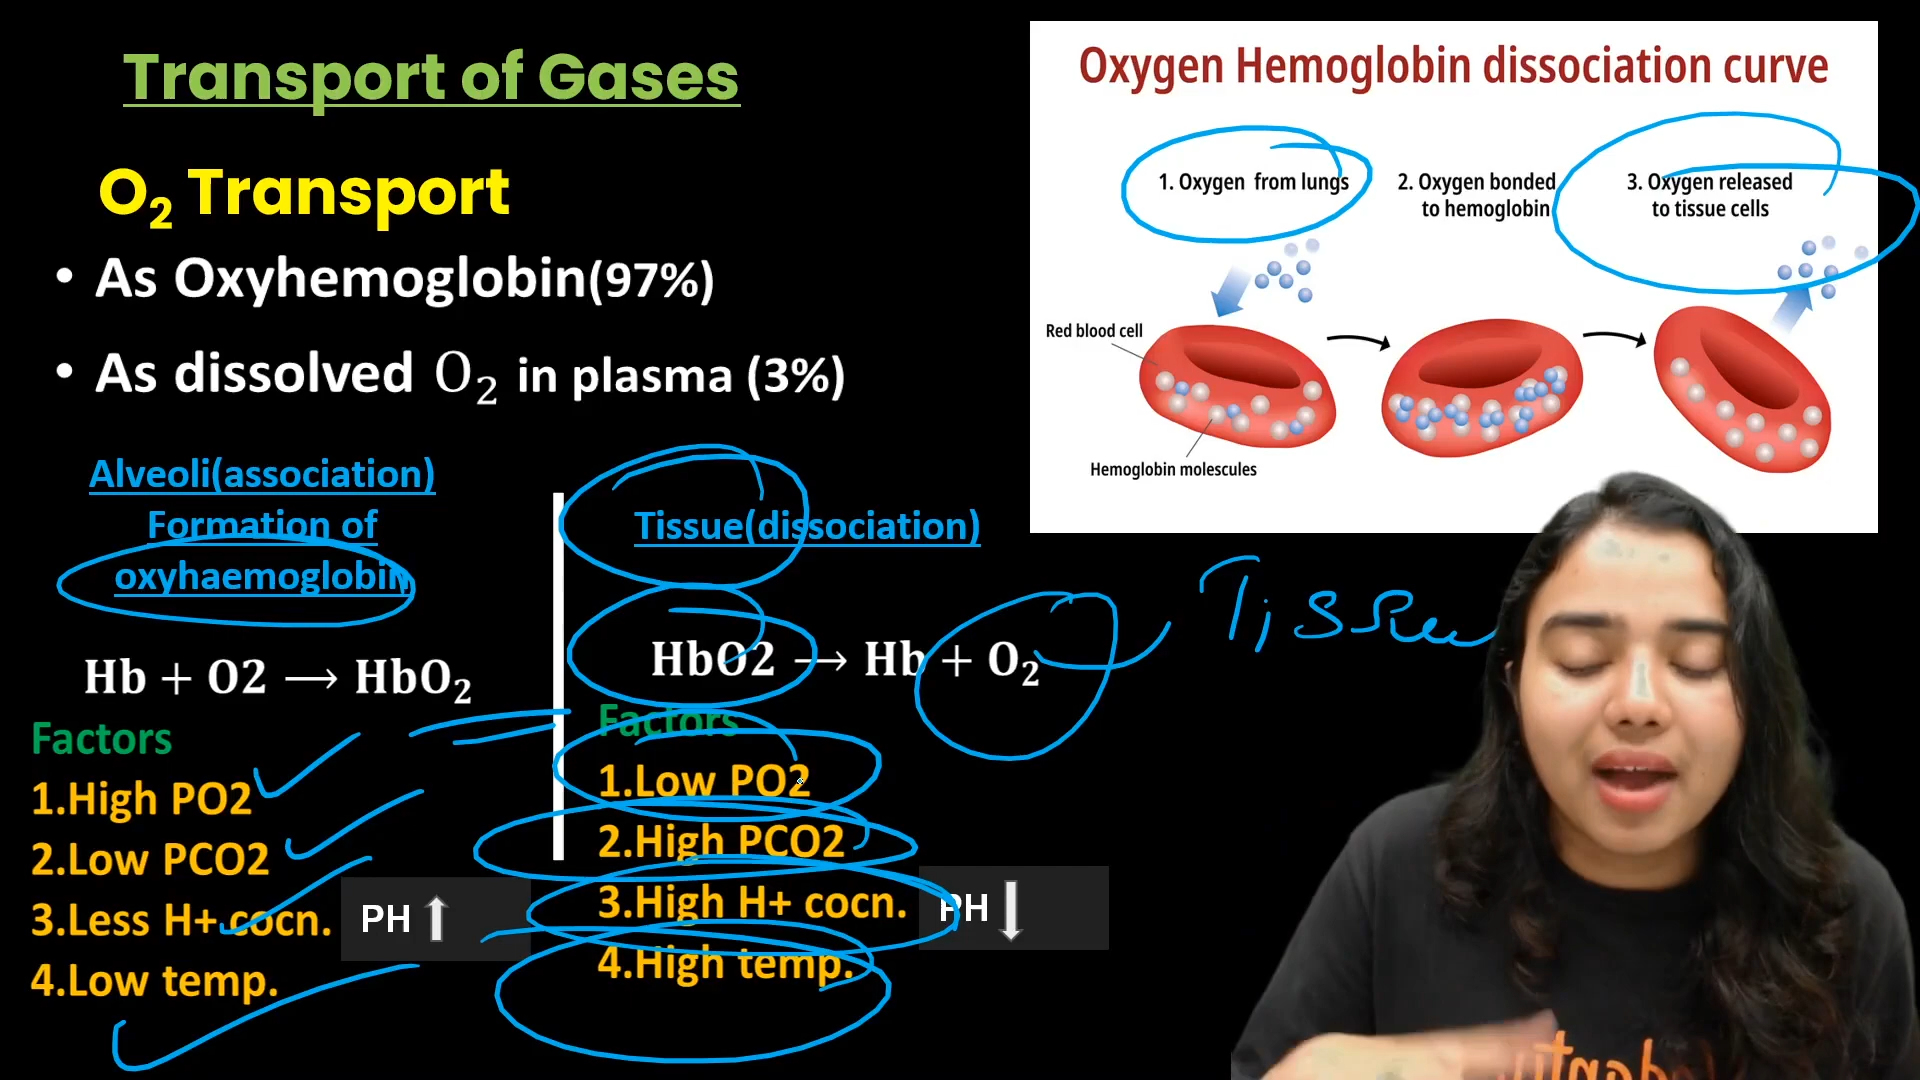 Transport of Gases
O₂ Transport
• As Oxyhemoglobin(97%)
• As dissolved O₂ in plasma (3%)
Alveoli(association)
Formation of
oxyhaemoglobin
Hb + O2 → HbO₂
Factors
1.High PO2
2.Low PCO2
3.Less H+ cocn.
PH ↑
4.Low temp.
Tissue(dissociation)
HbO2 → Hb + O₂
Factors
1.Low PO2
2.High PCO2
3.High H+ cocn.
PH ↓
4.High temp.
Oxygen Hemoglobin dissociation curve
1. Oxygen from lungs
2. Oxygen bonded
to hemoglobin
3. Oxygen released
to tissue cells
Red blood cell
Hemoglobin molescules